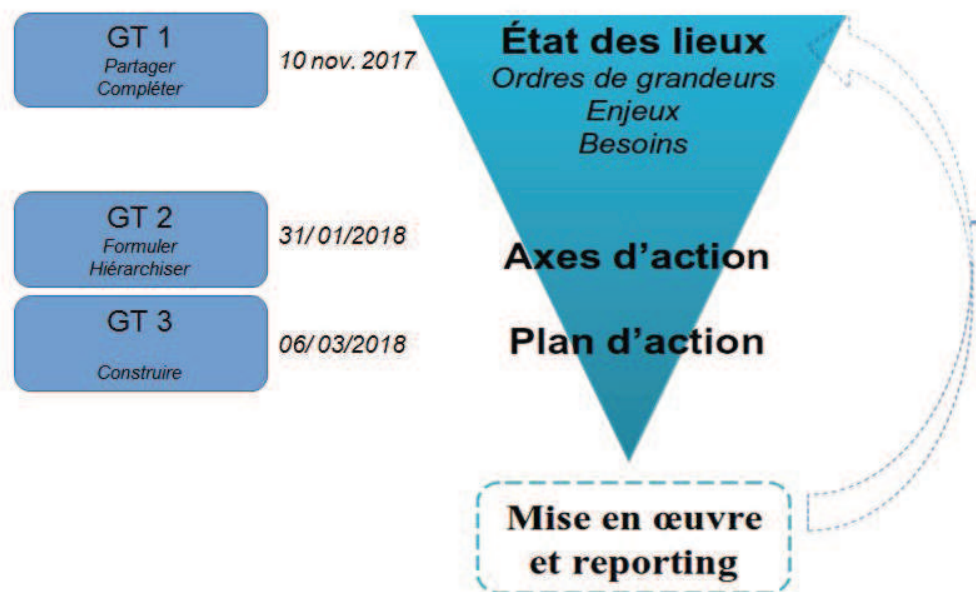 GT 1
Partager
Compléter
10 nov. 2017
État des lieux
Ordres de grandeurs
Enjeux
Besoins
GT 2
Formuler
Hiérarchiser
31/ 01/2018
Axes d'action
GT 3
Construire
06/ 03/2018
Plan d'action
Mise en œuvre
et reporting